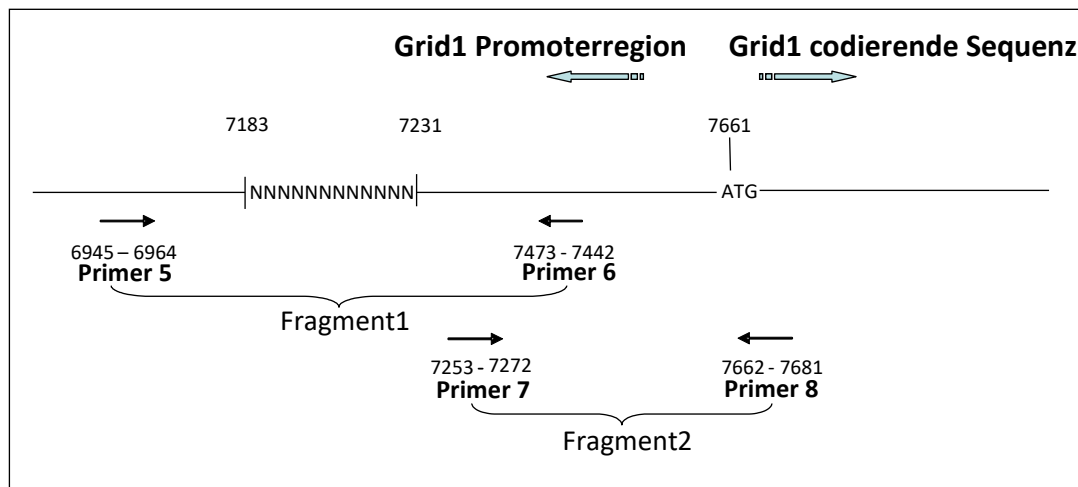 Grid1 Promoterregion Grid1 codierende Sequenz
7183 7231 7661
NNNNNNNNNNNN ATG
6945 – 6964 7473 - 7442
Primer 5 Primer 6
Fragment1
7253 - 7272 7662 - 7681
Primer 7 Primer 8
Fragment2